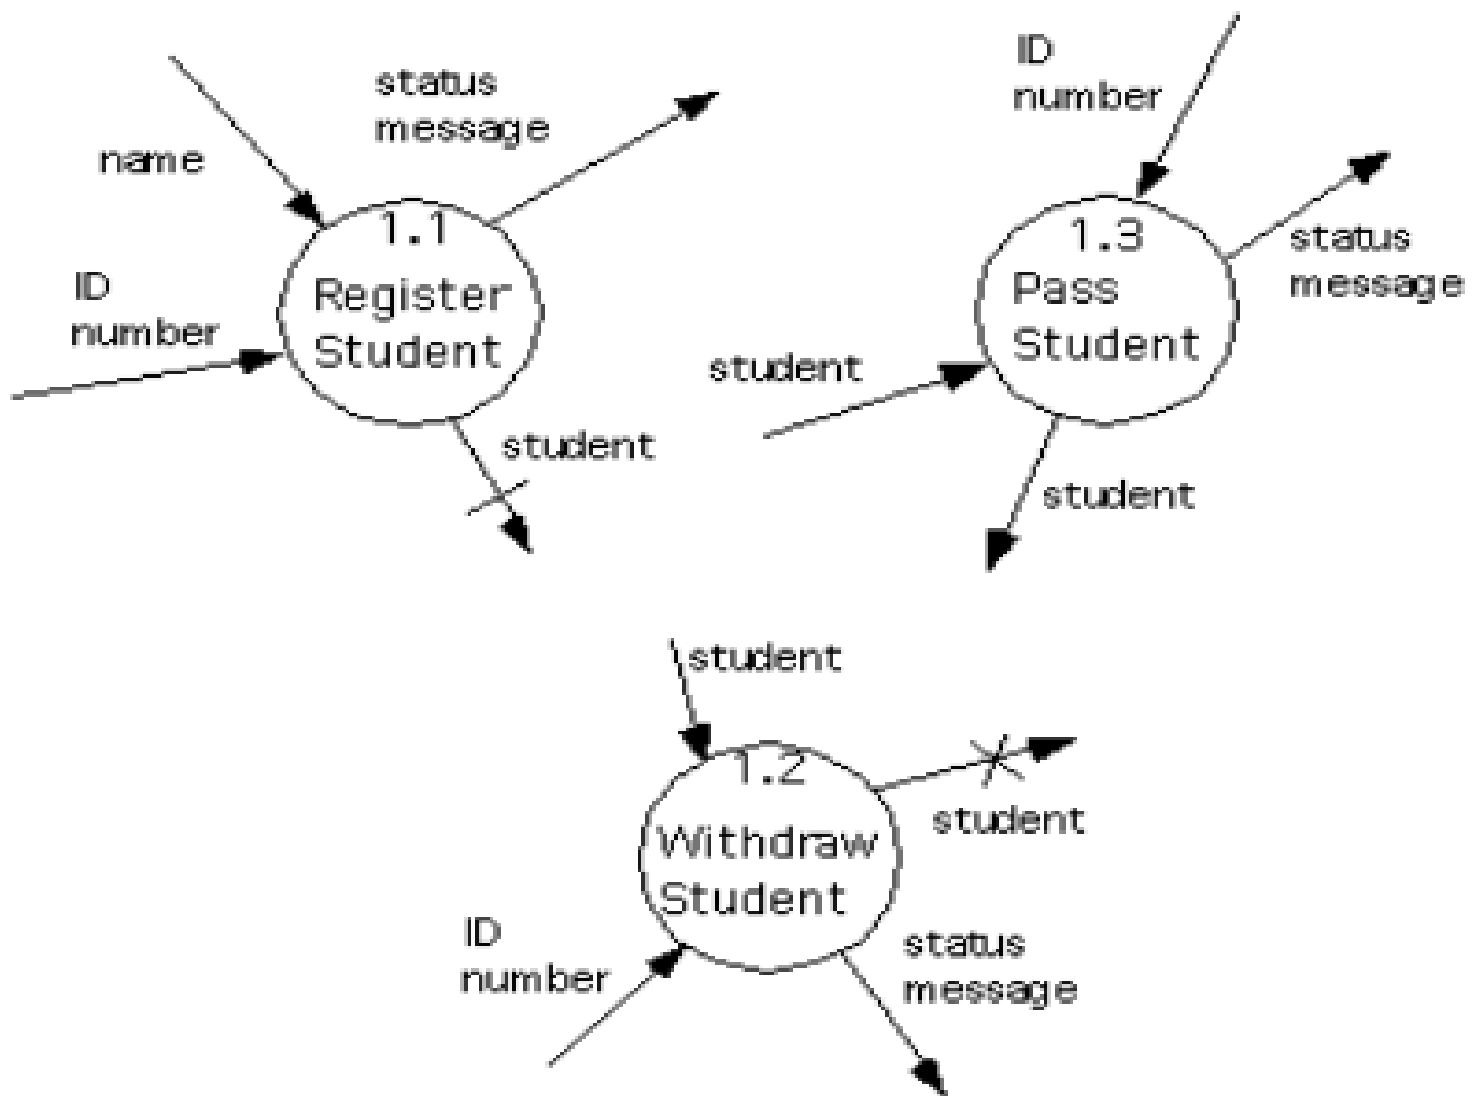 name
status
message
1.1
Register
Student
ID
number
student
ID
number
1.3
Pass
Student
status
message
student
student
student
1.2
Withdraw
Student
student
ID
number
status
message